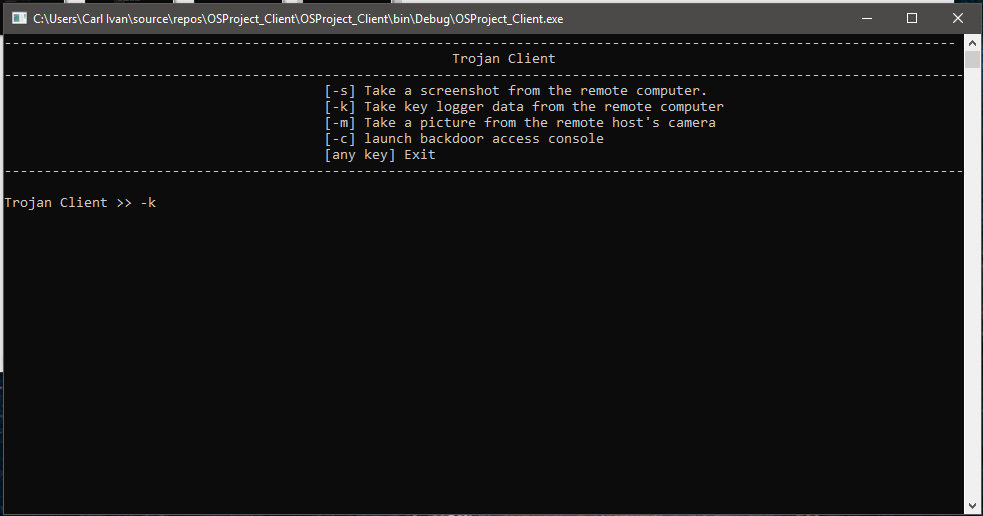 C:\Users\Carl Ivan\source\repos\OSProject_Client\OSProject_Client\bin\Debug\OSProject_Client.exe
Trojan Client
[-s] Take a screenshot from the remote computer.
[-k] Take key logger data from the remote computer
[-m] Take a picture from the remote host's camera
[-c] launch backdoor access console
[any key] Exit
Trojan Client >> -k